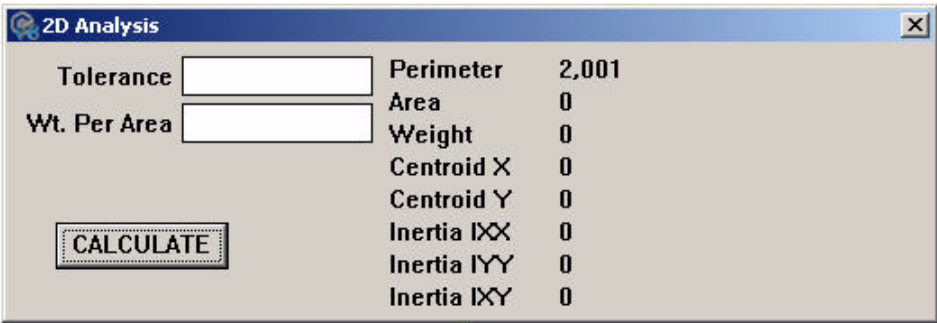 2D Analysis
Tolerance
Wt. Per Area
CALCULATE
Perimeter 2,001
Area 0
Weight 0
Centroid X 0
Centroid Y 0
Inertia IXX 0
Inertia IYY 0
Inertia IXY 0